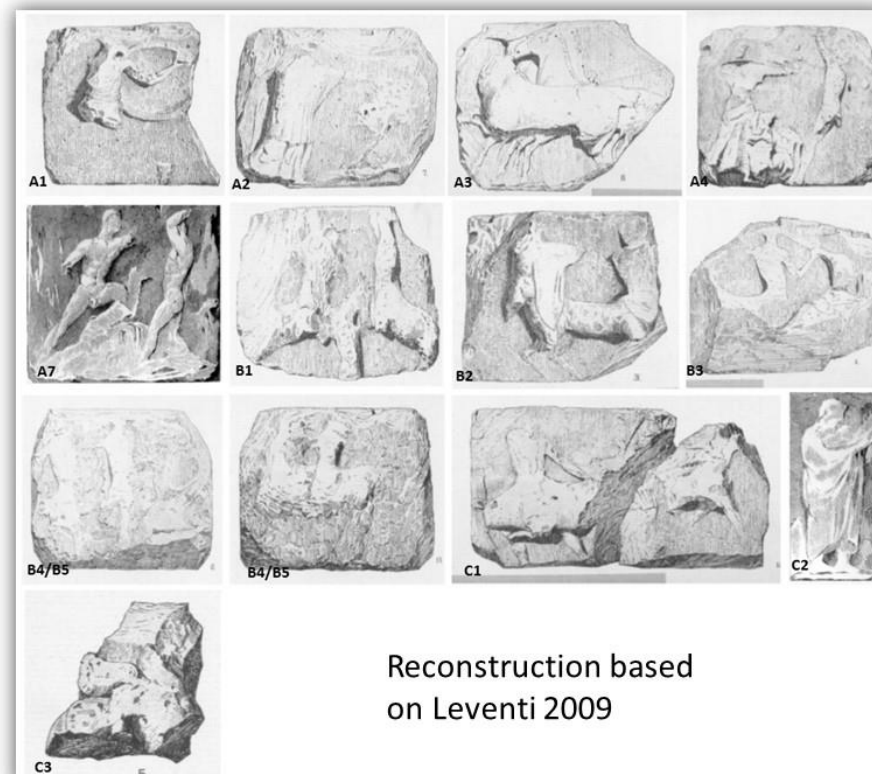 A1
A2
A3
A4
A7
B1
B2
B3
B4/B5
B4/B5
C1
C2
C3
Reconstruction based
on Leventi 2009